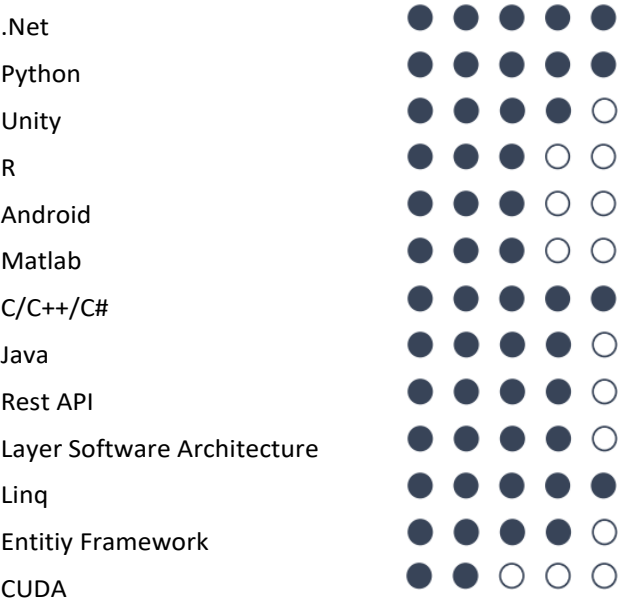 .Net
Python
Unity
R
Android
Matlab
C/C++/C#
Java
Rest API
Layer Software Architecture
Linq
Entitiy Framework
CUDA